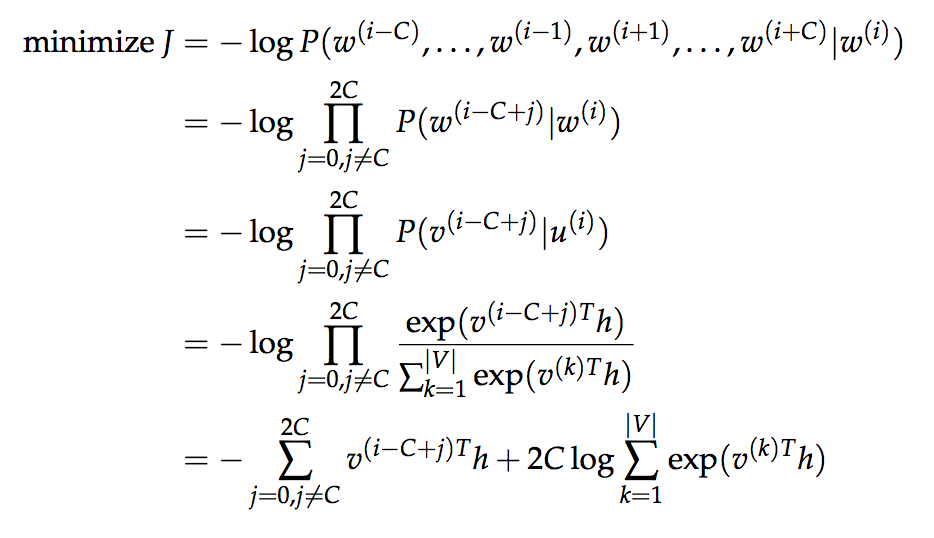 minimize J = − log P(w^{(i−C)}, . . . , w^{(i−1)}, w^{(i+1)}, . . . , w^{(i+C)}|w^{(i)})
= − log ∏_{j=0,j≠C}^{2C} P(w^{(i−C+j)}|w^{(i)})
= − log ∏_{j=0,j≠C}^{2C} P(v^{(i−C+j)}|u^{(i)})
= − log ∏_{j=0,j≠C}^{2C} \frac{exp(v^{(i−C+j)T}h)}{∑_{k=1}^{|V|} exp(v^{(k)T}h)}
= − ∑_{j=0,j≠C}^{2C} v^{(i−C+j)T}h + 2C log ∑_{k=1}^{|V|} exp(v^{(k)T}h)